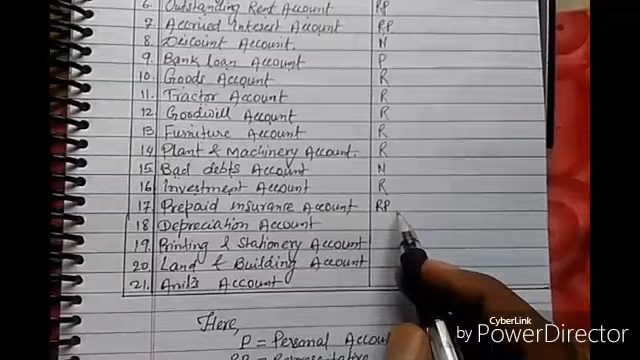 6. Outstanding Rent Account RP
7. Accrued Interest Account RP
8. Discount Account. N
9. Bank loan Account P
10. Goods Account R
11. Tractor Account R
12 Goodwill Account R
13 Furniture Account R
14 Plant & Machinery Account. R
15 Bad debts Account N
16 Investment Account R
17. Prepaid insurance Account RP
18 Depreciation Account
19. Printing & Stationery Account
20. Land & Building Account
21. Anil's Account
Here,
P = Personal Accou
RP = Representative
CyberLink
by PowerDirector